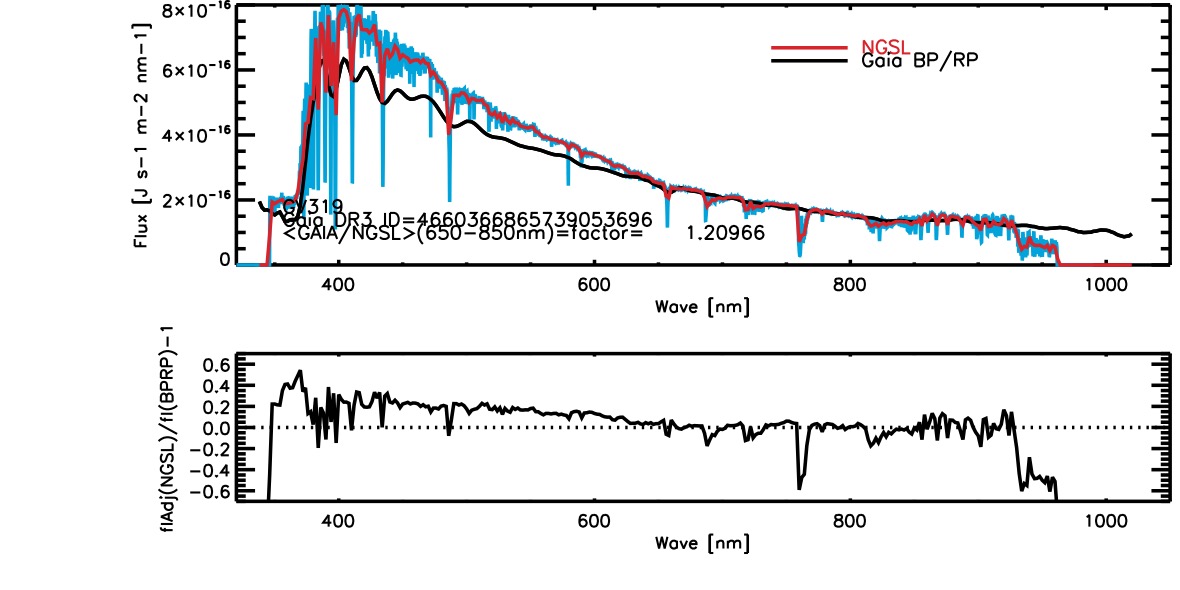 8×10⁻¹⁶
6×10⁻¹⁶
4×10⁻¹⁶
2×10⁻¹⁶
0
Flux [J s−1 m−2 nm−1]
NGSL
Gaia BP/RP
Gaia DR3 ID=4660366865739053696
<GAIA/NGSL>(650−850nm)=factor= 1.20966
400 600 800 1000
Wave [nm]
0.6
0.4
0.2
0.0
−0.2
−0.4
−0.6
flAdj(NGSL)/fl(BPRP)−1
400 600 800 1000
Wave [nm]